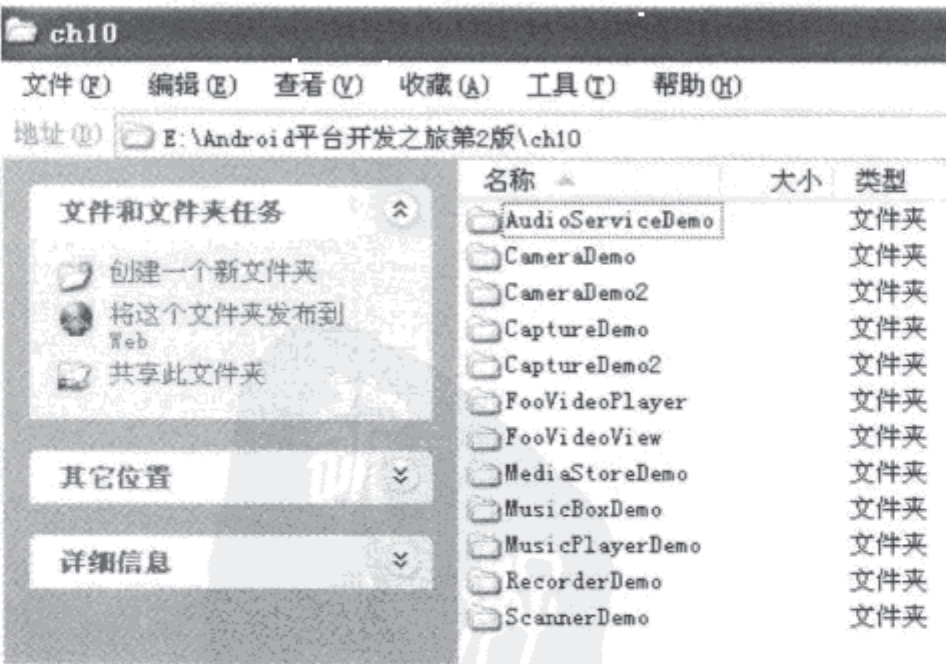 ch10
文件(F) 编辑(E) 查看(V) 收藏(A) 工具(T) 帮助(H)
地址(D) E:\Android平台开发之旅第2版\ch10
文件和文件夹任务
创建一个新文件夹
将这个文件夹发布到
Web
共享此文件夹
其它位置
详细信息
名称 大小 类型
AudioServiceDemo 文件夹
CameraDemo 文件夹
CameraDemo2 文件夹
CaptureDemo 文件夹
CaptureDemo2 文件夹
FooVideoPlayer 文件夹
FooVideoView 文件夹
MediaStoreDemo 文件夹
MusicBoxDemo 文件夹
MusicPlayerDemo 文件夹
RecorderDemo 文件夹
ScannerDemo 文件夹